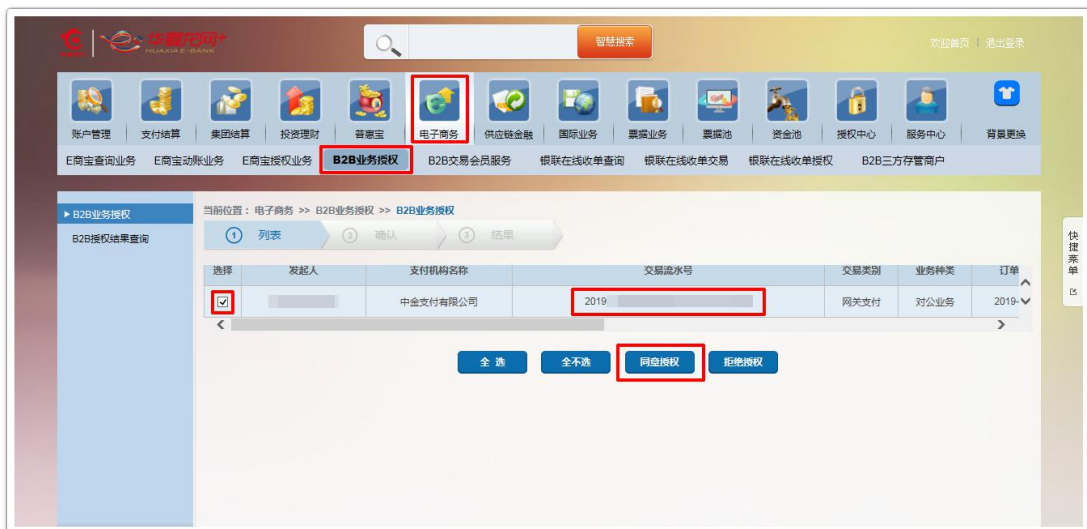 华夏龙网+
HUAXIA E-BANK
智慧搜索
欢迎首页 | 退出登录
账户管理 支付结算 集团结算 投资理财 普惠宝 电子商务 供应链金融 国际业务 票据业务 票据池 资金池 授权中心 服务中心 背景更换
E商宝查询业务 E商宝动账业务 E商宝授权业务 B2B业务授权 B2B交易会员服务 银联在线收单查询 银联在线收单交易 银联在线收单授权 B2B三方存管商户
B2B业务授权
B2B授权结果查询
当前位置：电子商务 >> B2B业务授权 >> B2B业务授权
1 列表 2 确认 3 结果
选择 发起人 支付机构名称 交易流水号 交易类别 业务种类 订单
中金支付有限公司 2019 网关支付 对公业务 2019-
全 选 全不选 同意授权 拒绝授权
快捷菜单